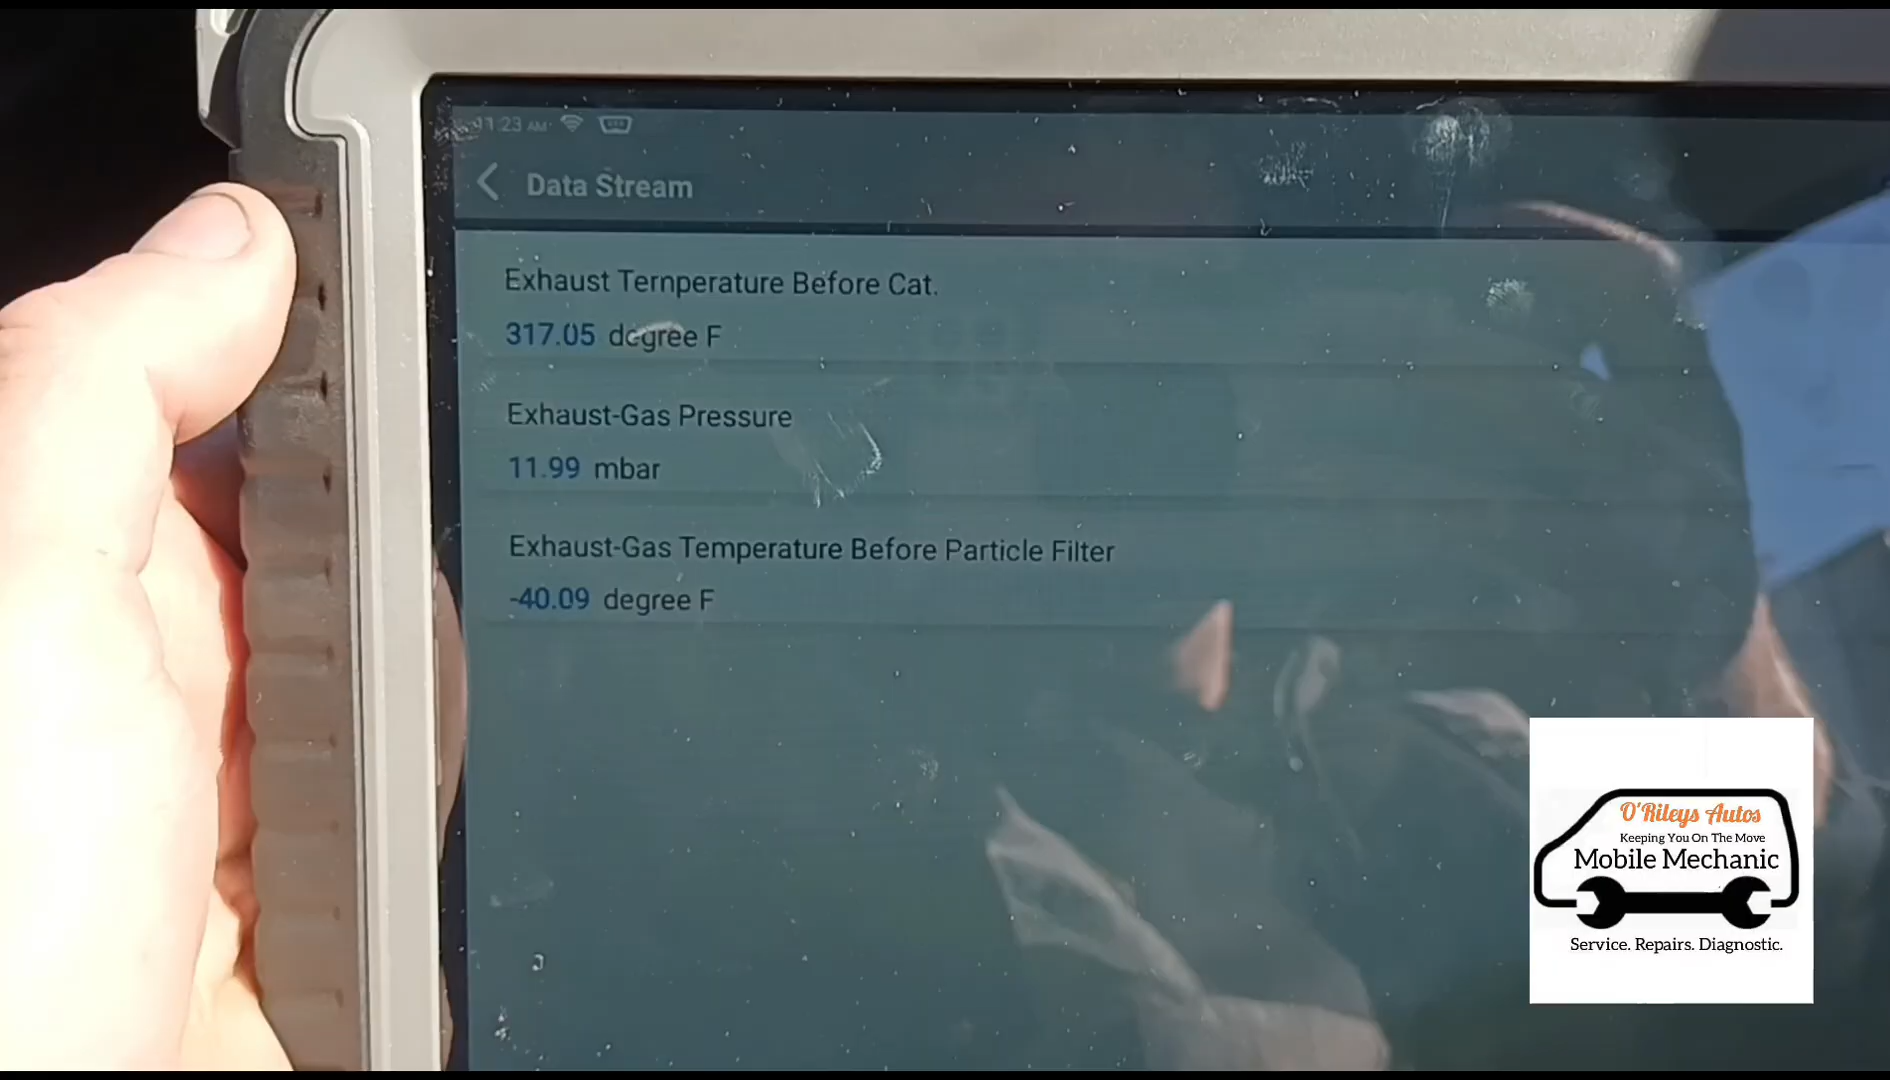 11:23 AM
Data Stream
Exhaust Temperature Before Cat.
317.05 degree F
Exhaust-Gas Pressure
11.99 mbar
Exhaust-Gas Temperature Before Particle Filter
-40.09 degree F
O'Rileys Autos
Keeping You On The Move
Mobile Mechanic
Service. Repairs. Diagnostic.